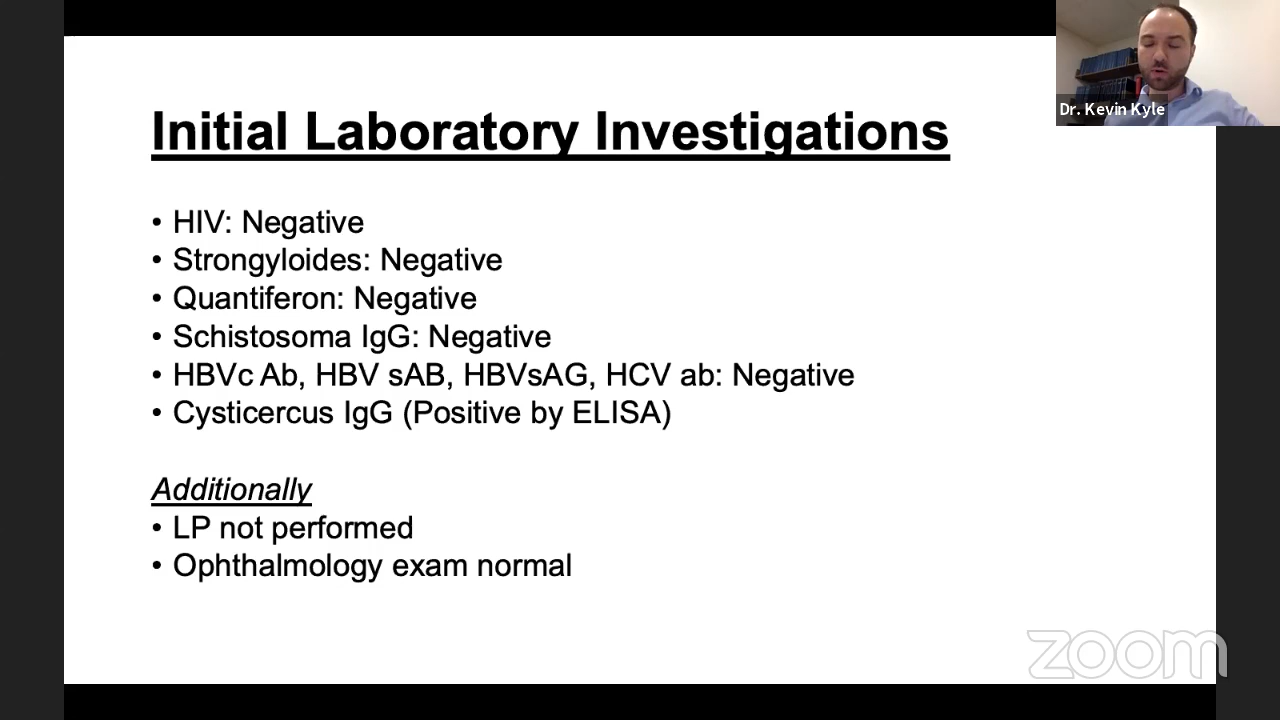 Initial Laboratory Investigations
• HIV: Negative
• Strongyloides: Negative
• Quantiferon: Negative
• Schistosoma IgG: Negative
• HBVc Ab, HBV sAB, HBVsAG, HCV ab: Negative
• Cysticercus IgG (Positive by ELISA)
Additionally
• LP not performed
• Ophthalmology exam normal
Dr. Kevin Kyle
zoom